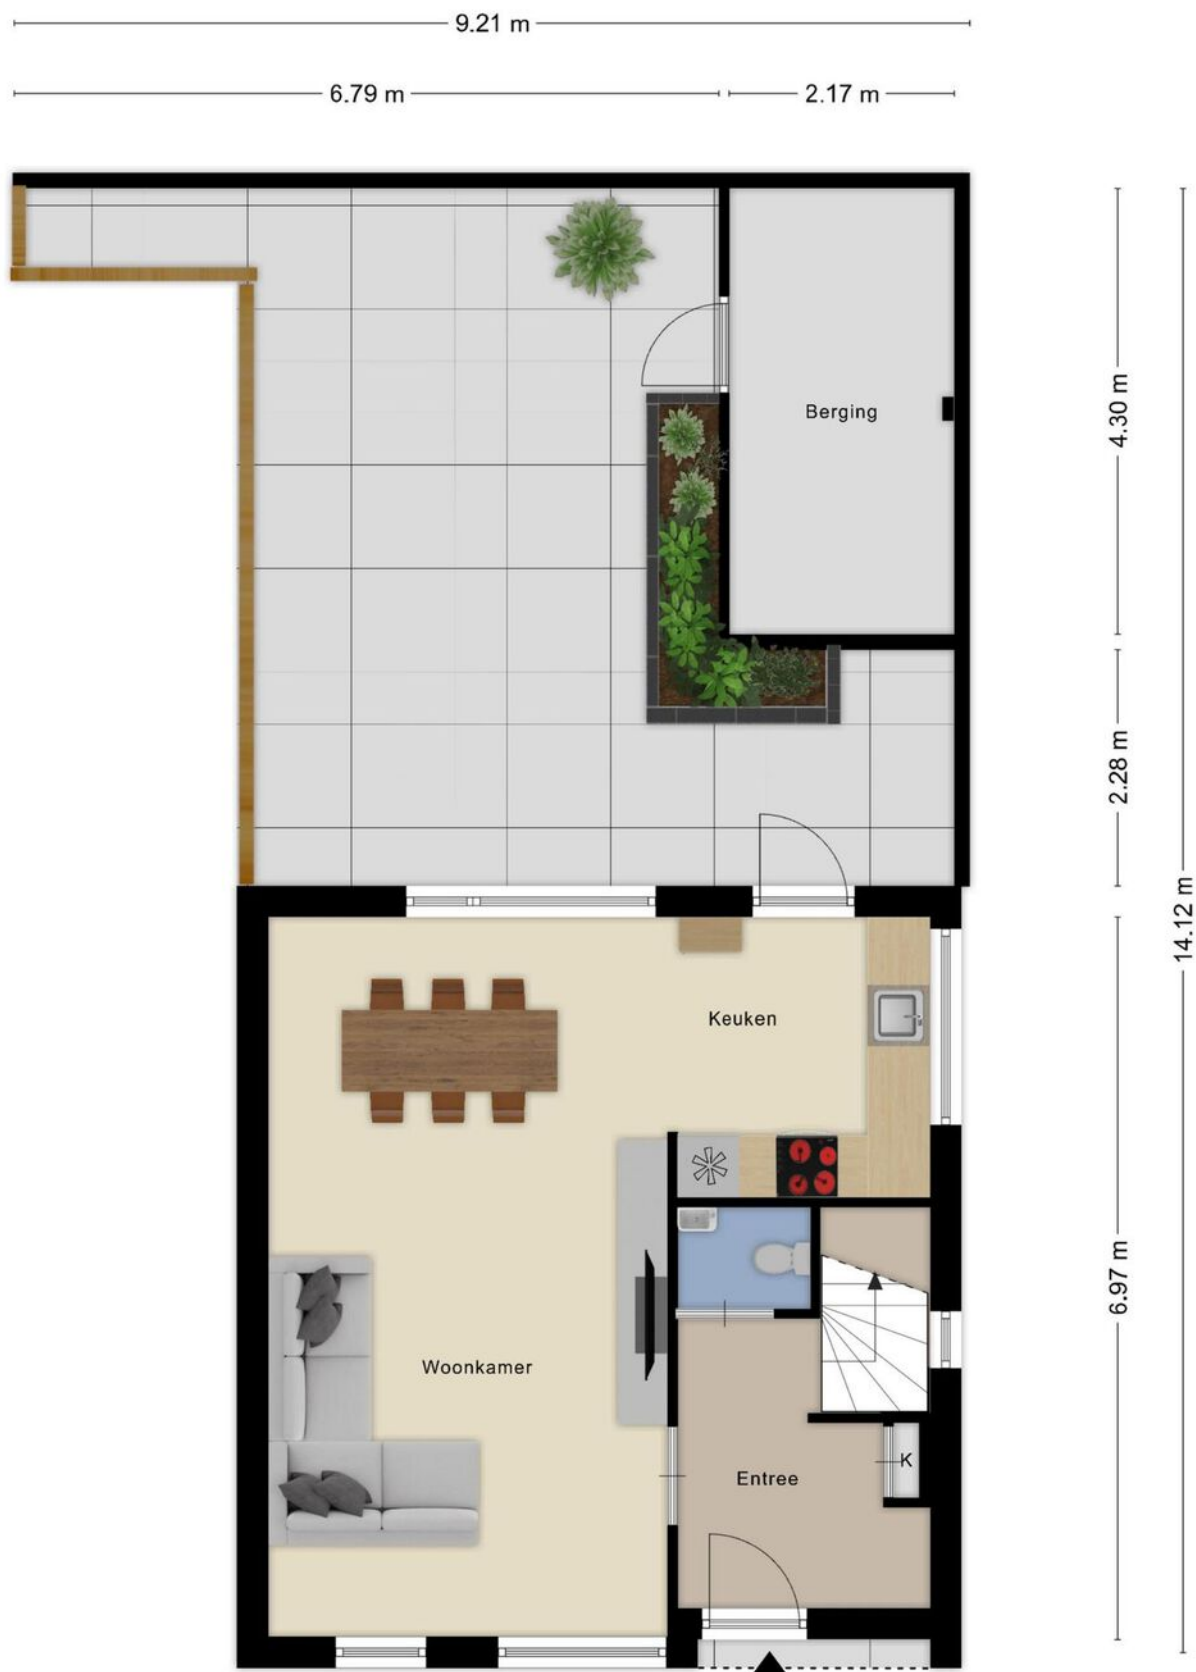 9.21 m
6.79 m
2.17 m
Berging
4.30 m
2.28 m
14.12 m
Keuken
6.97 m
Woonkamer
K
Entree